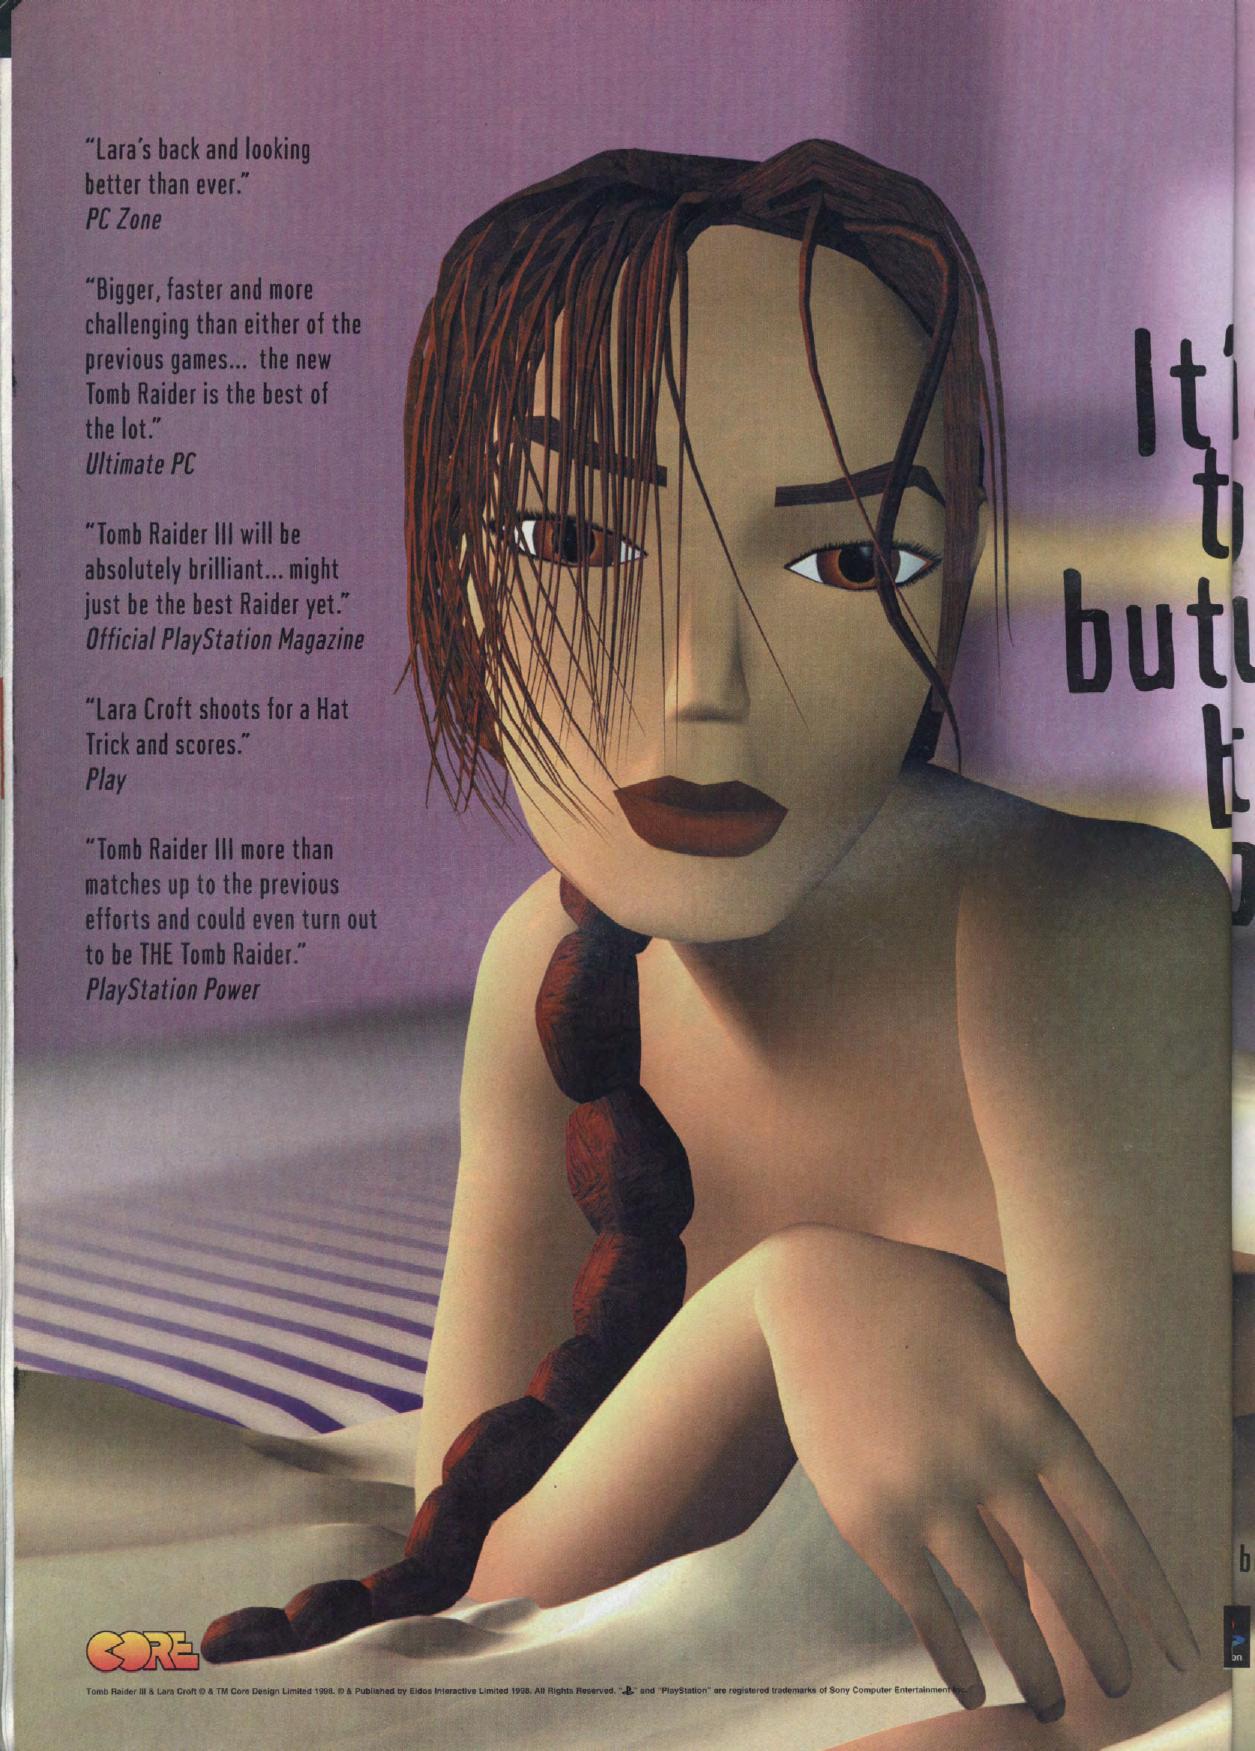 “Lara’s back and looking
better than ever.”
PC Zone
“Bigger, faster and more
challenging than either of the
previous games... the new
Tomb Raider is the best of
the lot.”
Ultimate PC
“Tomb Raider III will be
absolutely brilliant... might
just be the best Raider yet.”
Official PlayStation Magazine
“Lara Croft shoots for a Hat
Trick and scores.”
Play
“Tomb Raider III more than
matches up to the previous
efforts and could even turn out
to be THE Tomb Raider.”
PlayStation Power
CORE
Tomb Raider III & Lara Croft © & TM Core Design Limited 1998. © & Published by Eidos Interactive Limited 1998. All Rights Reserved. “ ” and “PlayStation” are registered trademarks of Sony Computer Entertainment Inc.